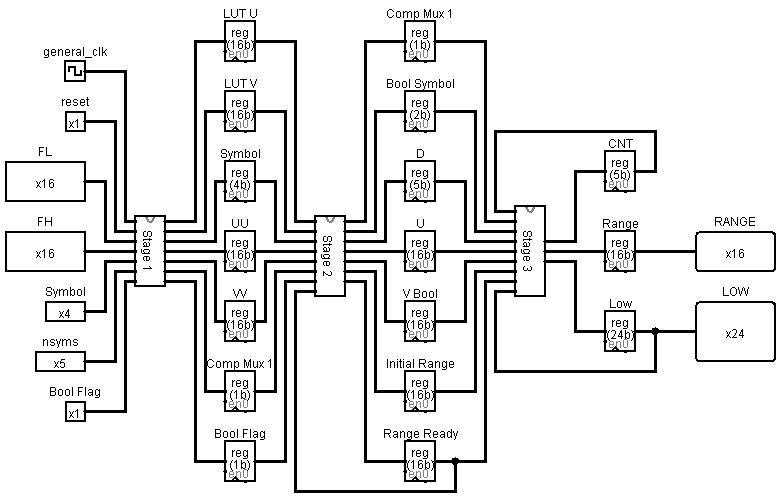 general_clk
reset
x1
FL
x16
FH
x16
Symbol
x4
nsyms
x5
Bool Flag
x1
Stage 1
LUT U
reg
(16b)
en0
LUT V
reg
(16b)
en0
Symbol
reg
(4b)
en0
UU
reg
(16b)
en0
VV
reg
(16b)
en0
Comp Mux 1
reg
(1b)
en0
Bool Flag
reg
(1b)
en0
Stage 2
Comp Mux 1
reg
(1b)
en0
Bool Symbol
reg
(2b)
en0
D
reg
(5b)
en0
U
reg
(16b)
en0
V Bool
reg
(16b)
en0
Initial Range
reg
(16b)
en0
Range Ready
reg
(16b)
en0
Stage 3
CNT
reg
(5b)
en0
Range
reg
(16b)
en0
Low
reg
(24b)
en0
RANGE
x16
LOW
x24